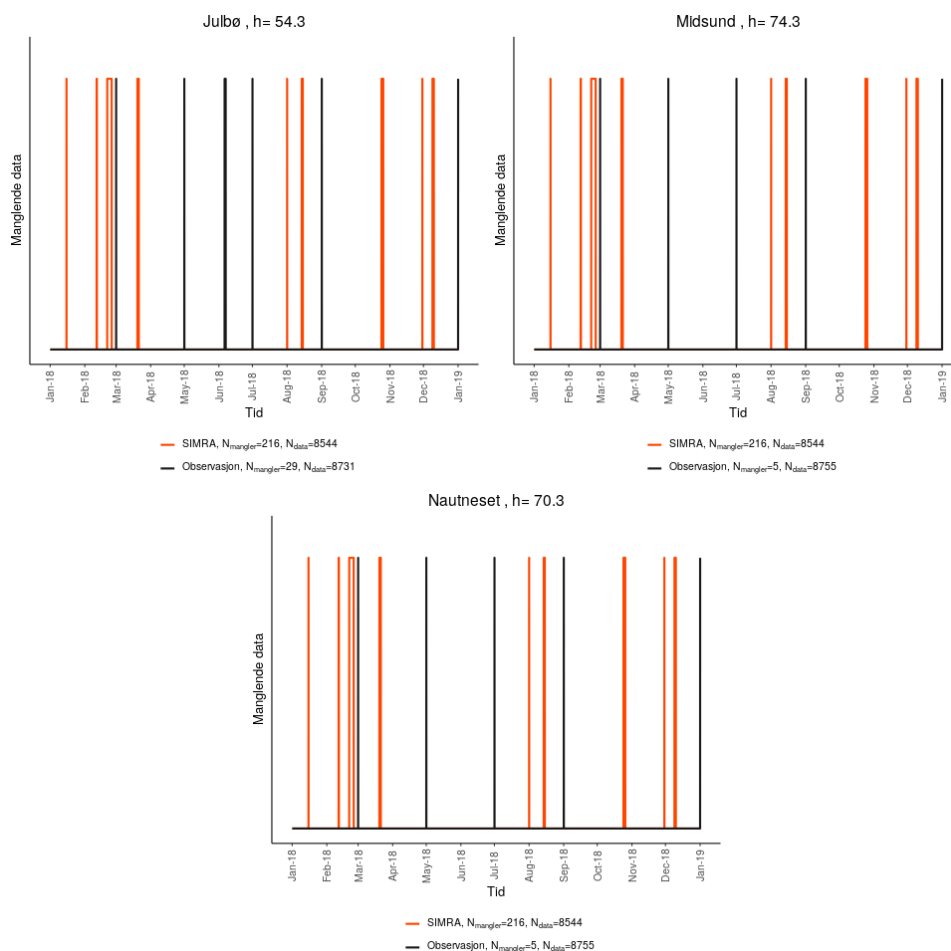 Julbø , h= 54.3
Manglende data
Jan-18 Feb-18 Mar-18 Apr-18 May-18 Jun-18 Jul-18 Aug-18 Sep-18 Oct-18 Nov-18 Dec-18 Jan-19
Tid
SIMRA, Nmangler=216, Ndata=8544
Observasjon, Nmangler=29, Ndata=8731
Midsund , h= 74.3
Manglende data
Jan-18 Feb-18 Mar-18 Apr-18 May-18 Jun-18 Jul-18 Aug-18 Sep-18 Oct-18 Nov-18 Dec-18 Jan-19
Tid
SIMRA, Nmangler=216, Ndata=8544
Observasjon, Nmangler=5, Ndata=8755
Nautneset , h= 70.3
Manglende data
Jan-18 Feb-18 Mar-18 Apr-18 May-18 Jun-18 Jul-18 Aug-18 Sep-18 Oct-18 Nov-18 Dec-18 Jan-19
Tid
SIMRA, Nmangler=216, Ndata=8544
Observasjon, Nmangler=5, Ndata=8755